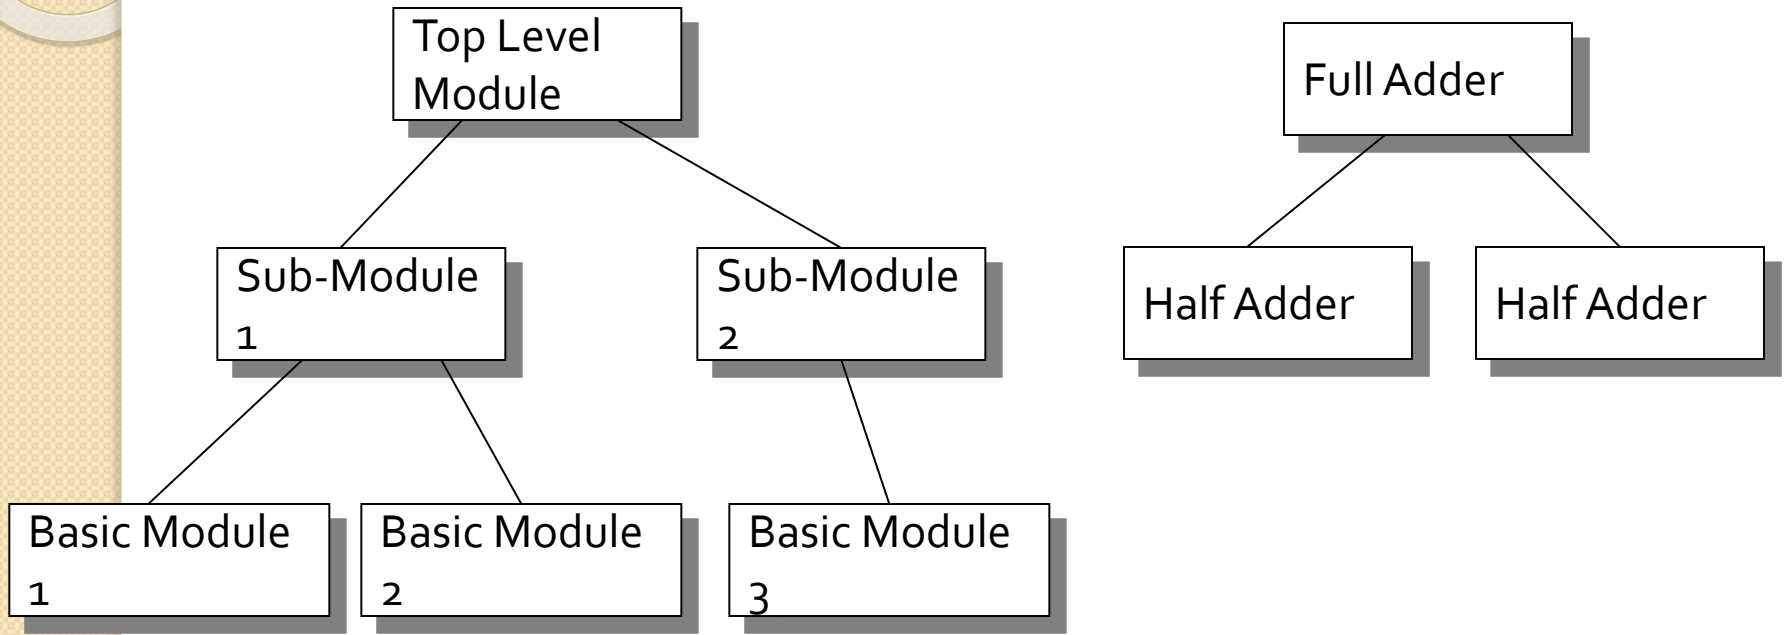 Top Level
Module
Full Adder
Sub-Module
1
Sub-Module
2
Half Adder
Half Adder
Basic Module
1
Basic Module
2
Basic Module
3